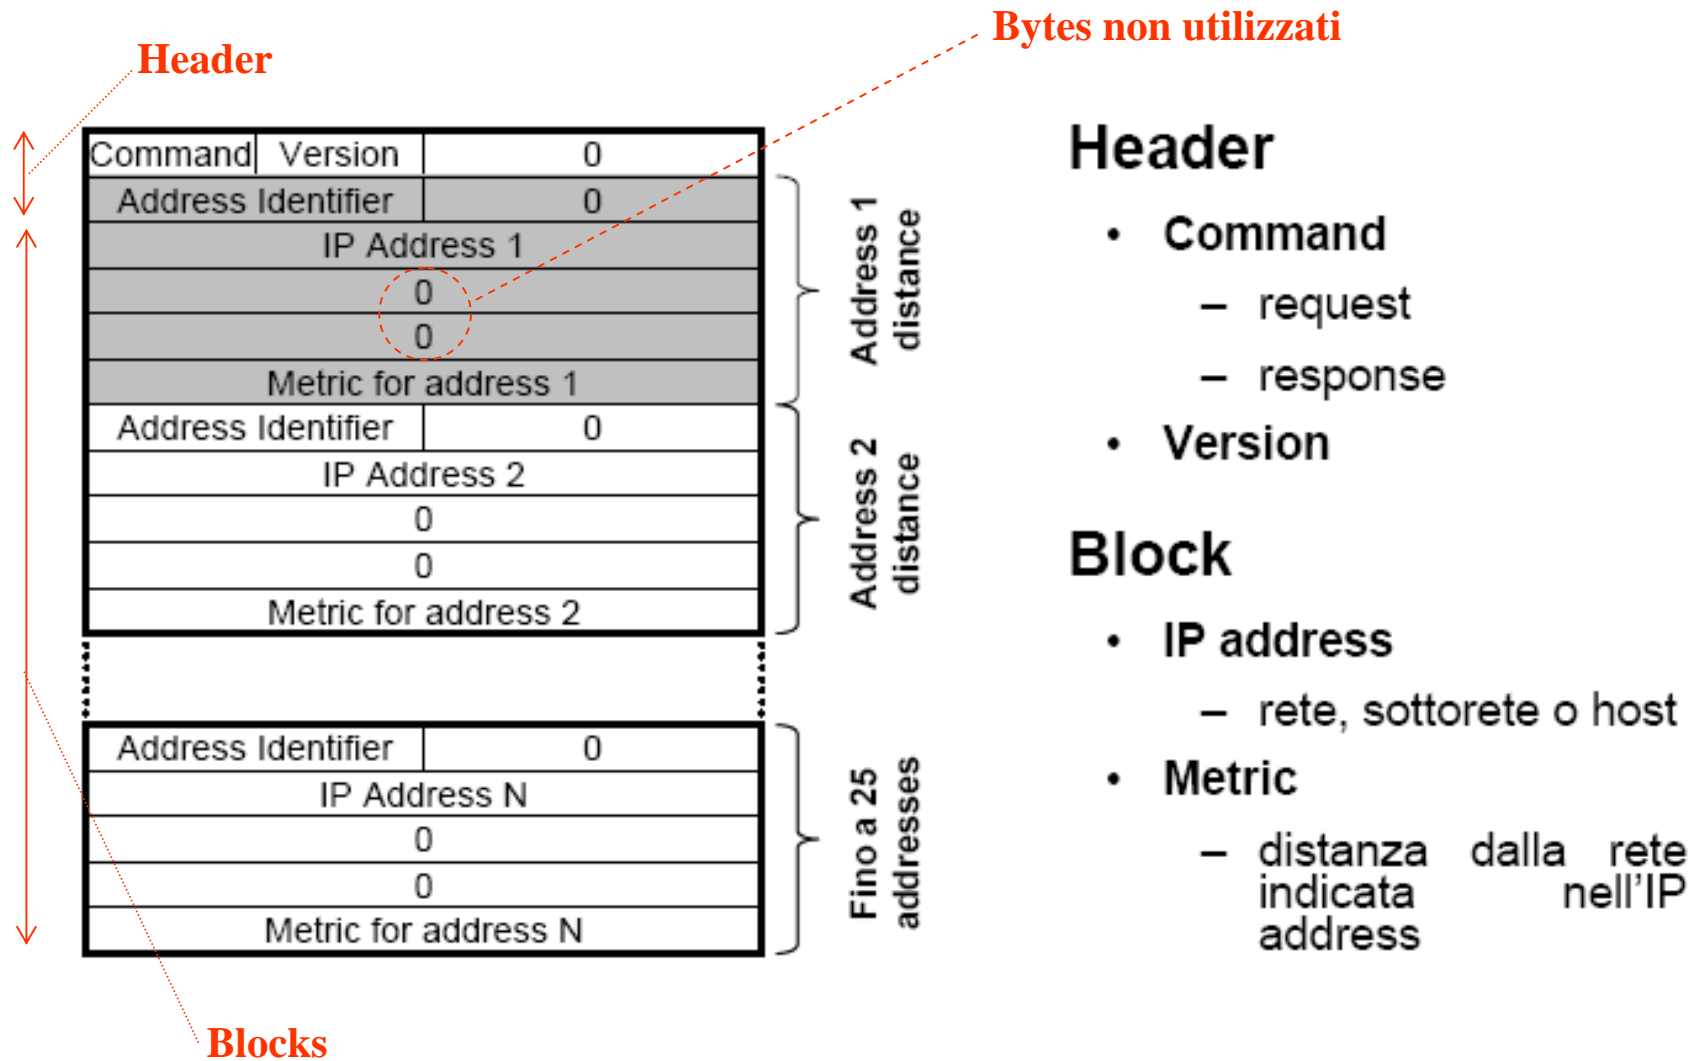 Bytes non utilizzati
Header
Command Version 0
Address Identifier 0
IP Address 1
0
0
Metric for address 1
Address Identifier 0
IP Address 2
0
0
Metric for address 2
Address Identifier 0
IP Address N
0
0
Metric for address N
Blocks
Address 1
distance
Address 2
distance
Fino a 25
addresses
Header
• Command
– request
– response
• Version
Block
• IP address
– rete, sottorete o host
• Metric
– distanza dalla rete
indicata nell'IP
address